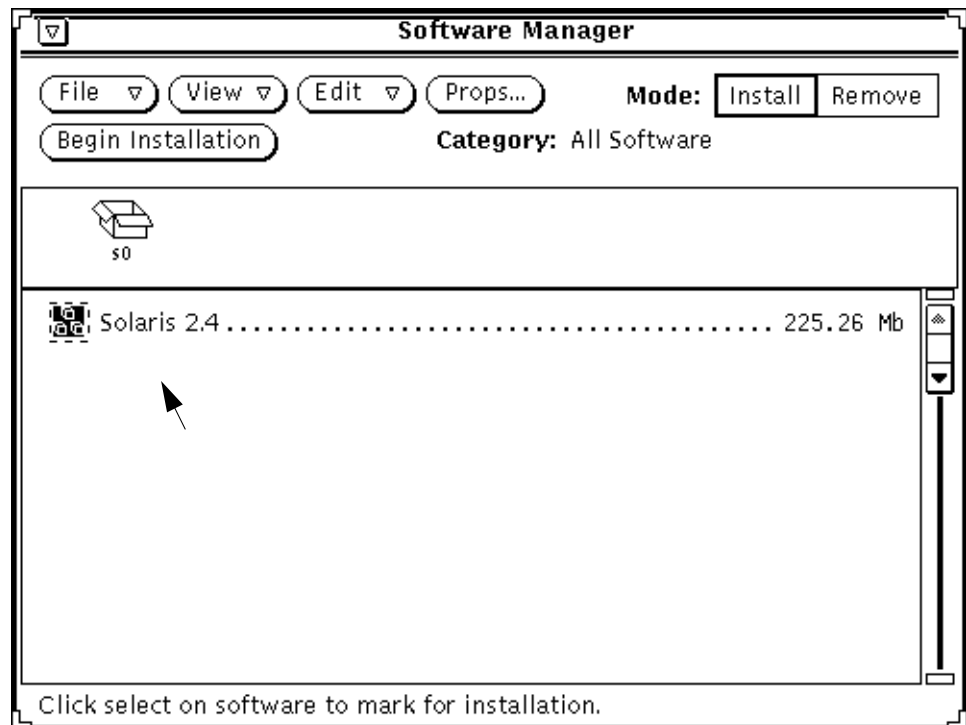 Software Manager
File View Edit Props... Mode: Install Remove
Begin Installation Category: All Software
s0
Solaris 2.4 ......................................... 225.26 Mb
Click select on software to mark for installation.